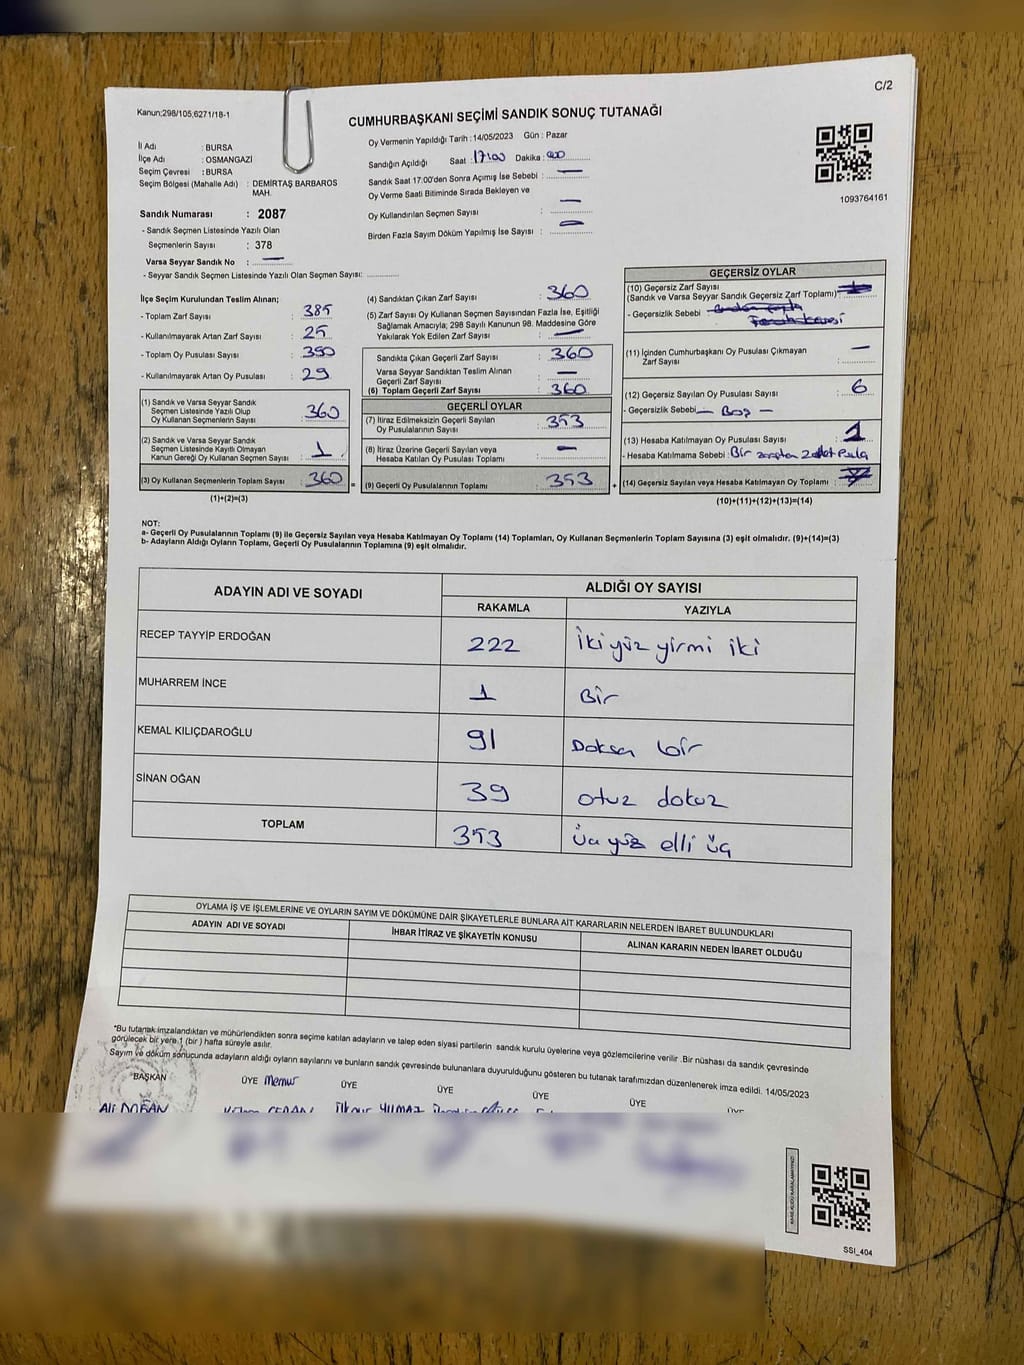 C/2
Kanun;298/105;6271/18-1
CUMHURBAŞKANI SEÇİMİ SANDIK SONUÇ TUTANAĞI
İl Adı : BURSA
İlçe Adı : OSMANGAZİ
Seçim Çevresi : BURSA
Seçim Bölgesi (Mahalle Adı) : DEMİRTAŞ BARBAROS MAH.
Sandık Numarası : 2087
- Sandık Seçmen Listesinde Yazılı Olan
Seçmenlerin Sayısı : 378
Varsa Seyyar Sandık No : —
- Seyyar Sandık Seçmen Listesinde Yazılı Olan Seçmen Sayısı: ............
Oy Vermenin Yapıldığı Tarih : 14/05/2023 Gün : Pazar
Sandığın Açıldığı Saat : 17:00 Dakika : 00
Sandık Saat 17:00'den Sonra Açımış İse Sebebi : —
Oy Verme Saati Bitiminde Sırada Bekleyen ve
Oy Kullandırılan Seçmen Sayısı : —
Birden Fazla Sayım Döküm Yapılmış İse Sayısı :
1093764161
İlçe Seçim Kurulundan Teslim Alınan;
- Toplam Zarf Sayısı : 385
- Kullanılmayarak Artan Zarf Sayısı : 25
- Toplam Oy Pusulası Sayısı : 390
- Kullanılmayarak Artan Oy Pusulası : 29
(1) Sandık ve Varsa Seyyar Sandık
Seçmen Listesinde Yazılı Olup
Oy Kullanan Seçmenlerin Sayısı : 360
(2) Sandık ve Varsa Seyyar Sandık
Seçmen Listesinde Kayıtlı Olmayan
Kanun Gereği Oy Kullanan Seçmen Sayısı : 1
(3) Oy Kullanan Seçmenlerin Toplam Sayısı : 360
(1)+(2)=(3)
(4) Sandıktan Çıkan Zarf Sayısı : 360
(5) Zarf Sayısı Oy Kullanan Seçmen Sayısından Fazla İse, Eşitliği
Sağlamak Amacıyla; 298 Sayılı Kanunun 98. Maddesine Göre
Yakılarak Yok Edilen Zarf Sayısı : —
Sandıkta Çıkan Geçerli Zarf Sayısı : 360
Varsa Seyyar Sandıktan Teslim Alınan
Geçerli Zarf Sayısı : —
(6) Toplam Geçerli Zarf Sayısı : 360
GEÇERLİ OYLAR
(7) İtiraz Edilmeksizin Geçerli Sayılan
Oy Pusulalarının Sayısı : 353
(8) İtiraz Üzerine Geçerli Sayılan veya
Hesaba Katılan Oy Pusulası Toplamı : —
= (9) Geçerli Oy Pusulalarının Toplamı : 353 +
GEÇERSİZ OYLAR
(10) Geçersiz Zarf Sayısı
(Sandık ve Varsa Seyyar Sandık Geçersiz Zarf Toplamı) :
- Geçersizlik Sebebi
(11) İçinden Cumhurbaşkanı Oy Pusulası Çıkmayan
Zarf Sayısı : —
(12) Geçersiz Sayılan Oy Pusulası Sayısı : 6
- Geçersizlik Sebebi — Boş —
(13) Hesaba Katılmayan Oy Pusulası Sayısı : 1
- Hesaba Katılmama Sebebi : Bir zarftan 2 adet Pusula
(14) Geçersiz Sayılan veya Hesaba Katılmayan Oy Toplamı : 7
(10)+(11)+(12)+(13)=(14)
NOT:
a- Geçerli Oy Pusulalarının Toplamı (9) ile Geçersiz Sayılan veya Hesaba Katılmayan Oy Toplamı (14) Toplamları, Oy Kullanan Seçmenlerin Toplam Sayısına (3) eşit olmalıdır. (9)+(14)=(3)
b- Adayların Aldığı Oyların Toplamı, Geçerli Oy Pusulalarının Toplamına (9) eşit olmalıdır.
ADAYIN ADI VE SOYADI ALDIĞI OY SAYISI
RAKAMLA YAZIYLA
RECEP TAYYİP ERDOĞAN 222 İki yüz yirmi iki
MUHARREM İNCE 1 Bir
KEMAL KILIÇDAROĞLU 91 Doksan bir
SİNAN OĞAN 39 otuz dokuz
TOPLAM 353 üç yüz elli üç
OYLAMA İŞ VE İŞLEMLERİNE VE OYLARIN SAYIM VE DÖKÜMÜNE DAİR ŞİKAYETLERLE BUNLARA AİT KARARLARIN NELERDEN İBARET BULUNDUKLARI
ADAYIN ADI VE SOYADI İHBAR İTİRAZ VE ŞİKAYETİN KONUSU ALINAN KARARIN NEDEN İBARET OLDUĞU
*Bu tutanak imzalandıktan ve mühürlendikten sonra seçime katılan adayların ve talep eden siyasi partilerin sandık kurulu üyelerine veya gözlemcilerine verilir .Bir nüshası da sandık çevresinde
görülecek bir yere 1 (bir ) hafta süreyle asılır.
Sayım ve döküm sonucunda adayların aldığı oyların sayılarını ve bunların sandık çevresinde bulunanlara duyurulduğunu gösteren bu tutanak tarafımızdan düzenlenerek imza edildi. 14/05/2023
BAŞKAN ÜYE Memur ÜYE ÜYE ÜYE ÜYE ÜYE
Ali DOĞAN İlknur YILMAZ
SSI_404